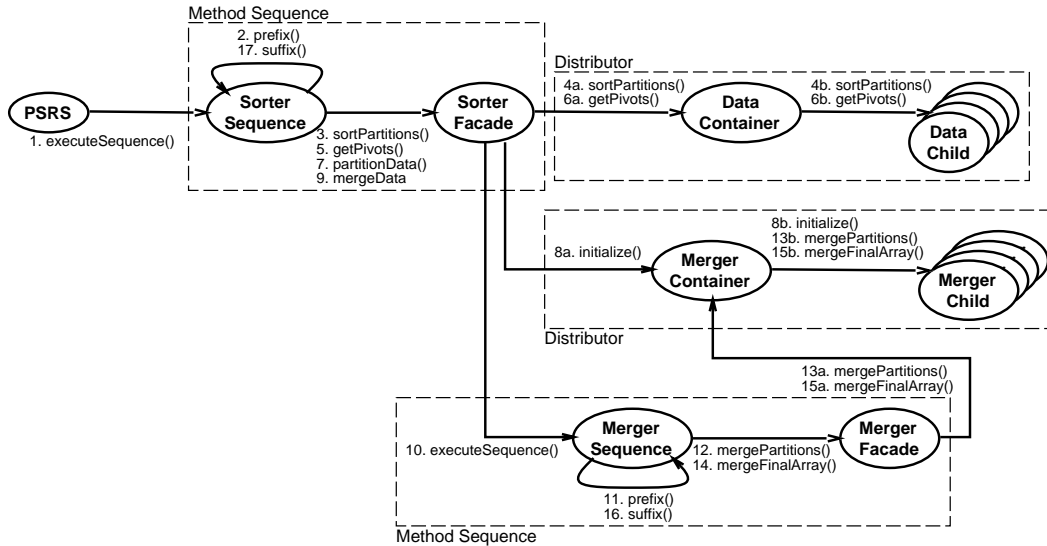 Method Sequence
2. prefix()
17. suffix()
PSRS
1. executeSequence()
Sorter
Sequence
3. sortPartitions()
5. getPivots()
7. partitionData()
9. mergeData
Sorter
Facade
Distributor
4a. sortPartitions()
6a. getPivots()
Data
Container
4b. sortPartitions()
6b. getPivots()
Data
Child
8a. initialize()
Merger
Container
8b. initialize()
13b. mergePartitions()
15b. mergeFinalArray()
Merger
Child
Distributor
13a. mergePartitions()
15a. mergeFinalArray()
10. executeSequence()
Merger
Sequence
12. mergePartitions()
14. mergeFinalArray()
Merger
Facade
11. prefix()
16. suffix()
Method Sequence